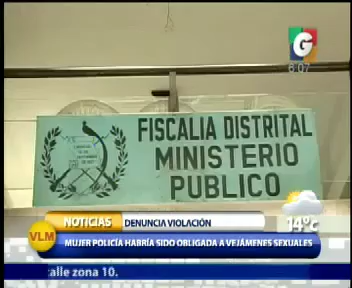 G
6:07
FISCALIA DISTRITAL
MINISTERIO
PUBLICO
NOTICIAS
DENUNCIA VIOLACIÓN
14°C
VLM
MUJER POLICÍA HABRÍA SIDO OBLIGADA A VEJÁMENES SEXUALES
calle zona 10.